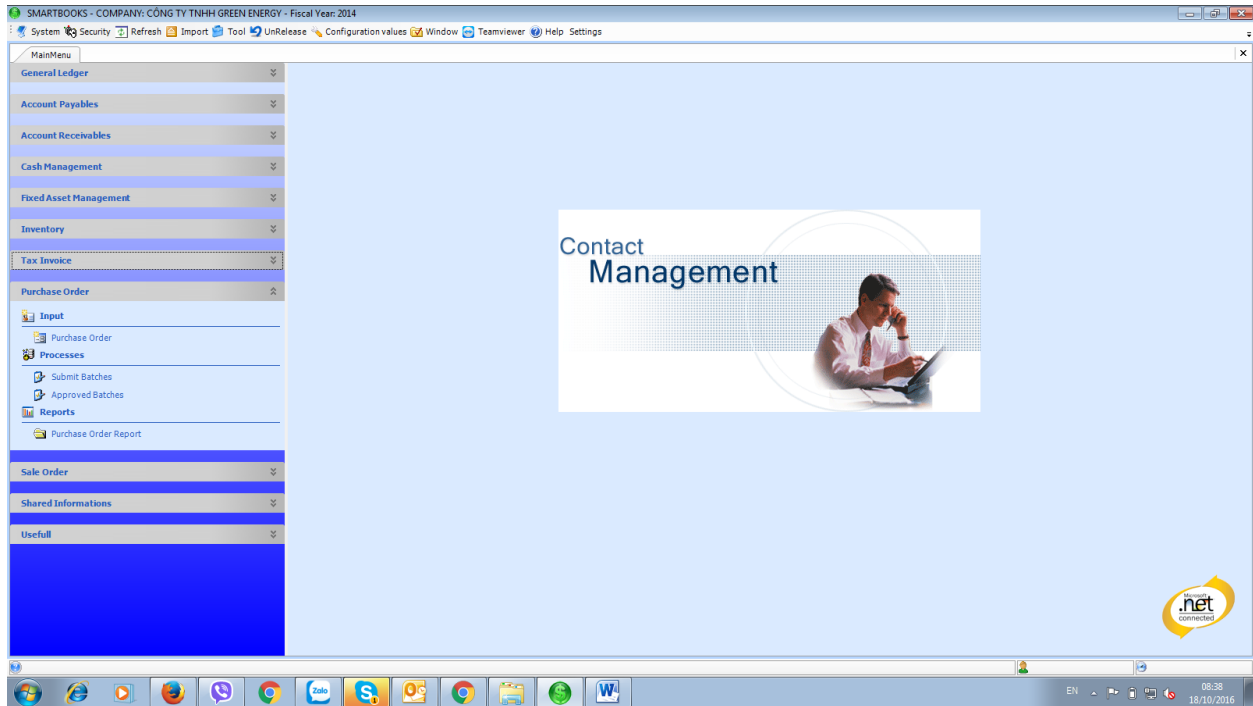 SMARTBOOKS - COMPANY: CÔNG TY TNHH GREEN ENERGY - Fiscal Year: 2014
System Security Refresh Import Tool UnRelease Configuration values Window Teamviewer Help Settings
MainMenu
General Ledger
Account Payables
Account Receivables
Cash Management
Fixed Asset Management
Inventory
Tax Invoice
Purchase Order
Input
Purchase Order
Processes
Submit Batches
Approved Batches
Reports
Purchase Order Report
Sale Order
Shared Informations
Usefull
Contact
Management
Microsoft
.net
connected
Zalo
EN
08:38
18/10/2016